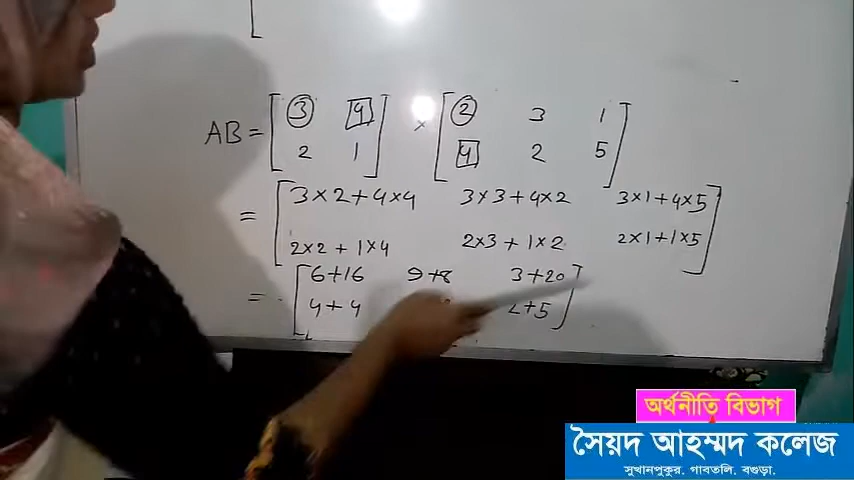 AB = [ 3 4 ] × [ 2 3 1 ]
2 1 4 2 5
= [ 3×2+4×4 3×3+4×2 3×1+4×5 ]
2×2+1×4 2×3+1×2 2×1+1×5
= [ 6+16 9+8 3+20 ]
4+4 2+5
অর্থনীতি বিভাগ
সৈয়দ আহম্মদ কলেজ
সুখানপুকুর, গাবতলি, বগুড়া.